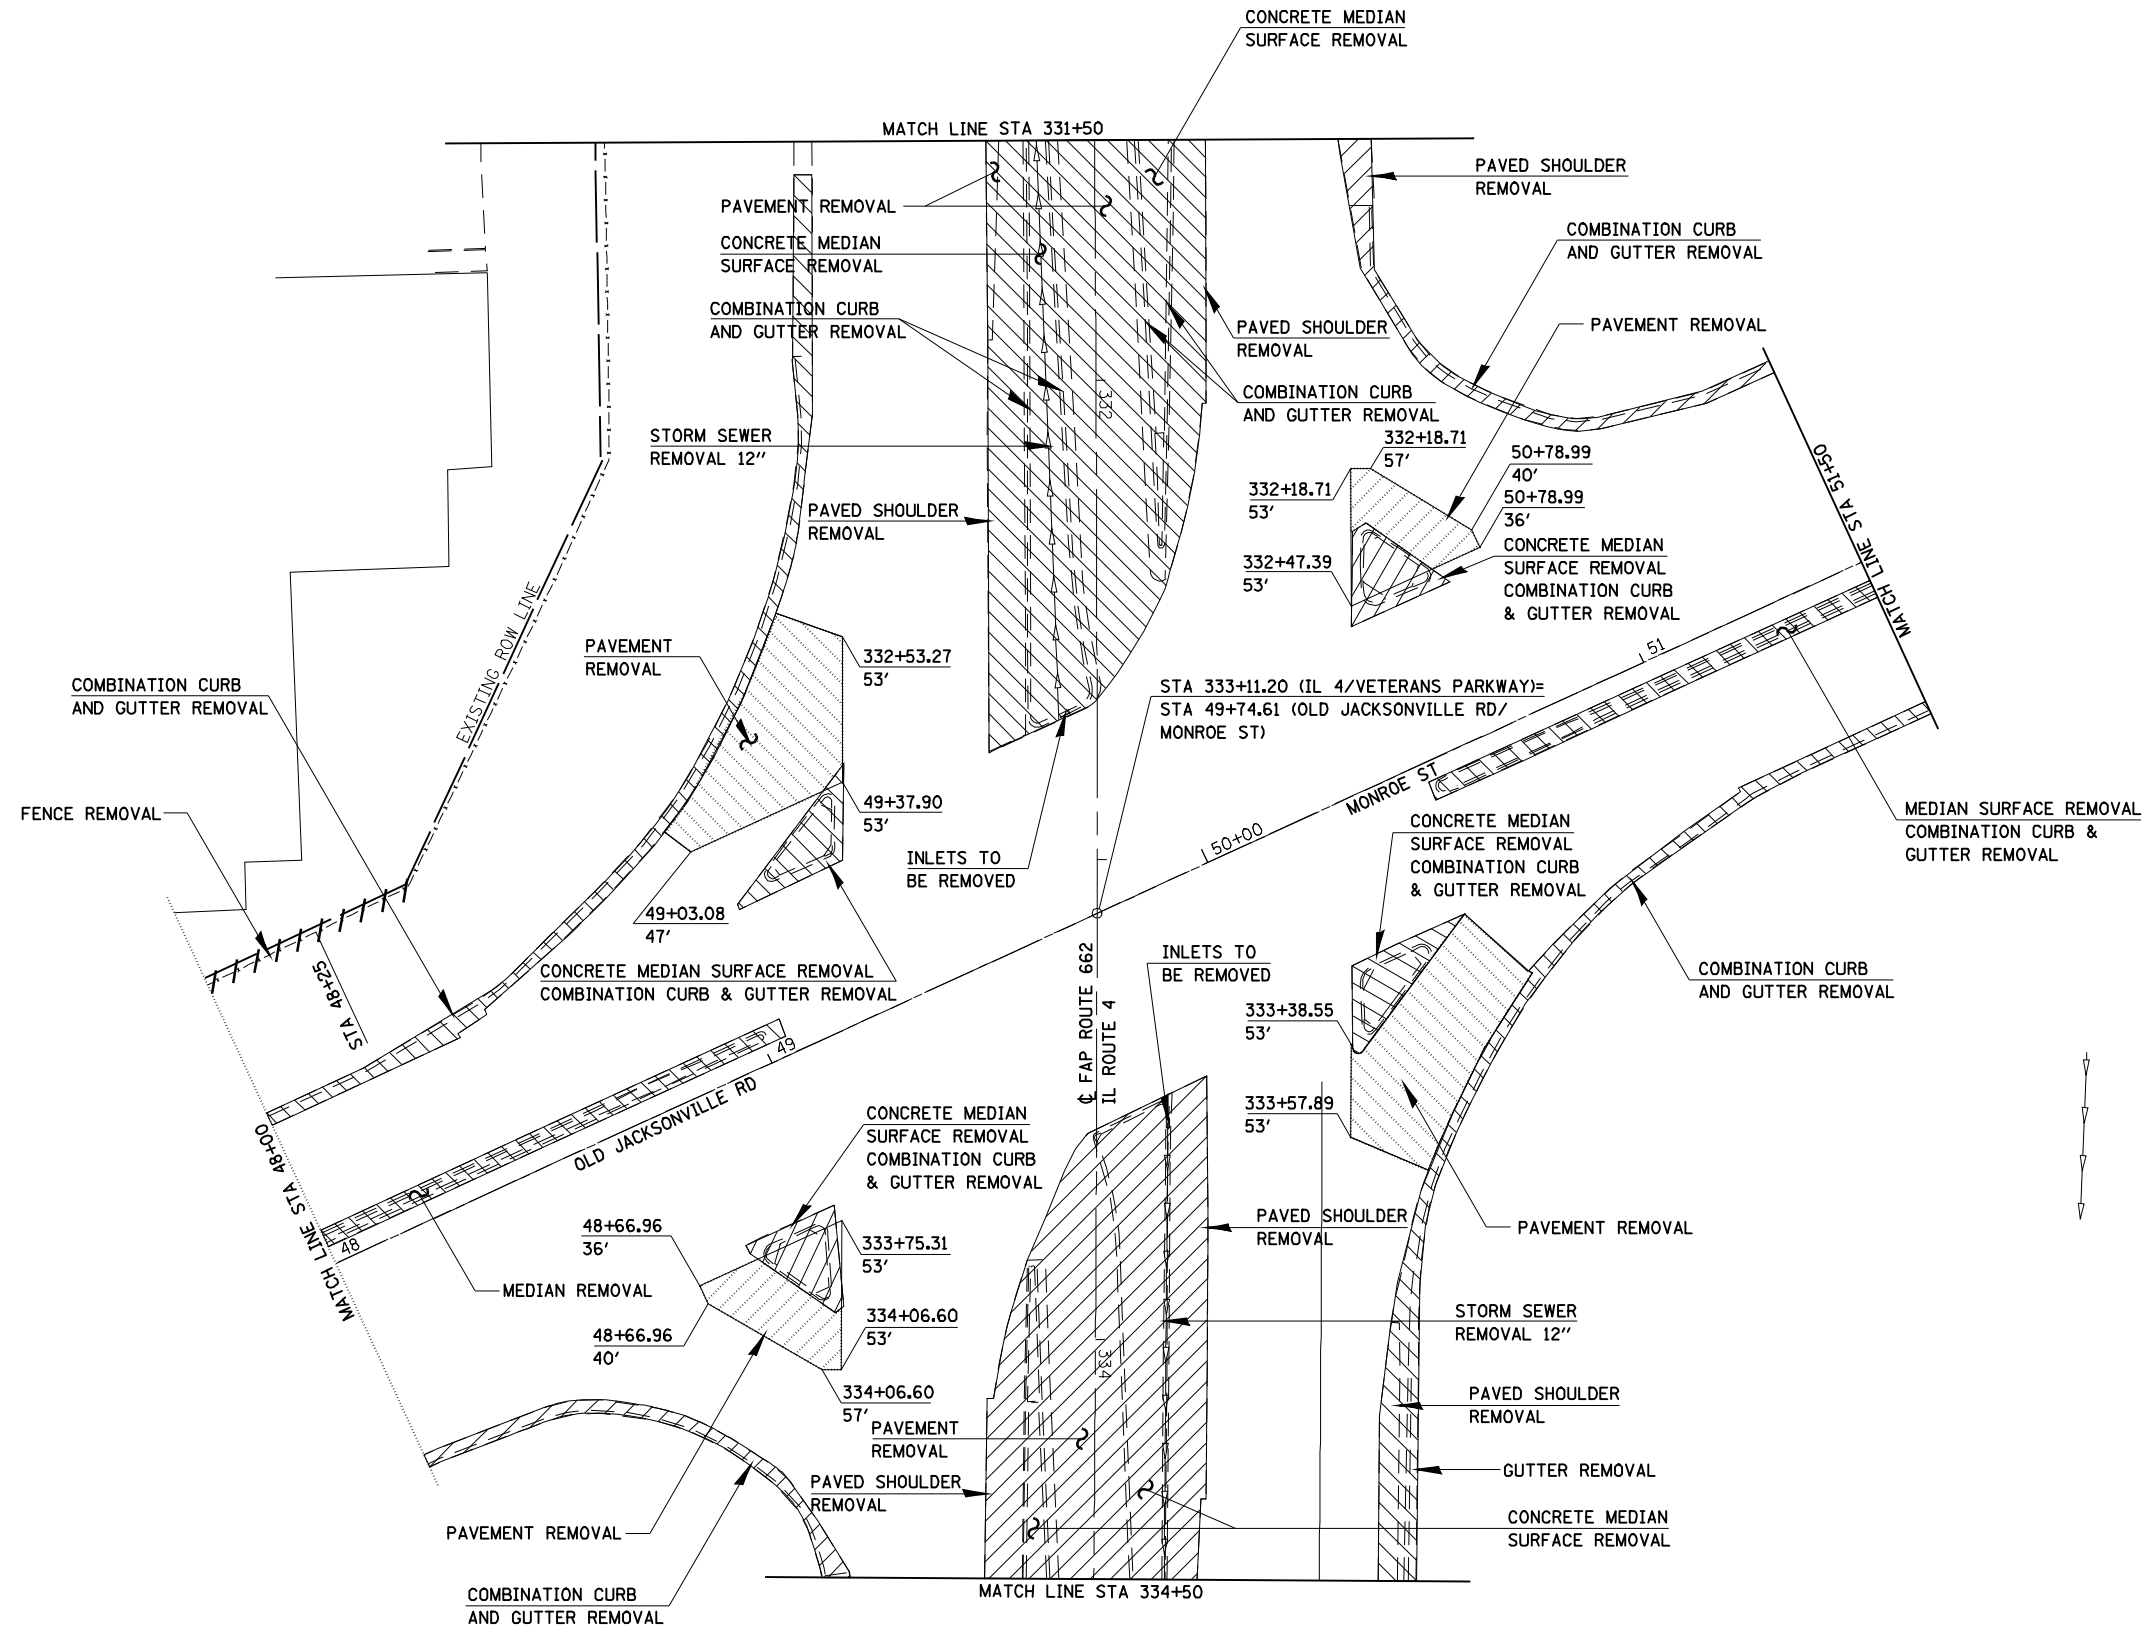 CONCRETE MEDIAN
SURFACE REMOVAL
MATCH LINE STA 331+50
PAVED SHOULDER
REMOVAL
PAVEMENT REMOVAL
CONCRETE MEDIAN
SURFACE REMOVAL
COMBINATION CURB
AND GUTTER REMOVAL
COMBINATION CURB
AND GUTTER REMOVAL
PAVED SHOULDER
REMOVAL
PAVEMENT REMOVAL
332
COMBINATION CURB
AND GUTTER REMOVAL
STORM SEWER
REMOVAL 12"
332+18.71
57'
50+78.99
40'
332+18.71
53'
50+78.99
36'
MATCH LINE STA 51+50
PAVED SHOULDER
REMOVAL
332+47.39
53'
CONCRETE MEDIAN
SURFACE REMOVAL
COMBINATION CURB
& GUTTER REMOVAL
EXISTING ROW LINE
PAVEMENT
REMOVAL
332+53.27
53'
51
COMBINATION CURB
AND GUTTER REMOVAL
STA 333+11.20 (IL 4/VETERANS PARKWAY)=
STA 49+74.61 (OLD JACKSONVILLE RD/
MONROE ST)
MONROE ST
FENCE REMOVAL
49+37.90
53'
50+00
CONCRETE MEDIAN
SURFACE REMOVAL
COMBINATION CURB
& GUTTER REMOVAL
MEDIAN SURFACE REMOVAL
COMBINATION CURB &
GUTTER REMOVAL
INLETS TO
BE REMOVED
49+03.08
47'
STA 48+25
CONCRETE MEDIAN SURFACE REMOVAL
COMBINATION CURB & GUTTER REMOVAL
INLETS TO
BE REMOVED
COMBINATION CURB
AND GUTTER REMOVAL
℄ FAP ROUTE 662
IL ROUTE 4
333+38.55
53'
49
OLD JACKSONVILLE RD
333+57.89
53'
CONCRETE MEDIAN
SURFACE REMOVAL
COMBINATION CURB
& GUTTER REMOVAL
MATCH LINE STA 48+00
48
48+66.96
36'
333+75.31
53'
PAVED SHOULDER
REMOVAL
PAVEMENT REMOVAL
MEDIAN REMOVAL
48+66.96
40'
334+06.60
53'
STORM SEWER
REMOVAL 12"
334
334+06.60
57'
PAVED SHOULDER
REMOVAL
PAVEMENT
REMOVAL
GUTTER REMOVAL
PAVED SHOULDER
REMOVAL
PAVEMENT REMOVAL
CONCRETE MEDIAN
SURFACE REMOVAL
COMBINATION CURB
AND GUTTER REMOVAL
MATCH LINE STA 334+50